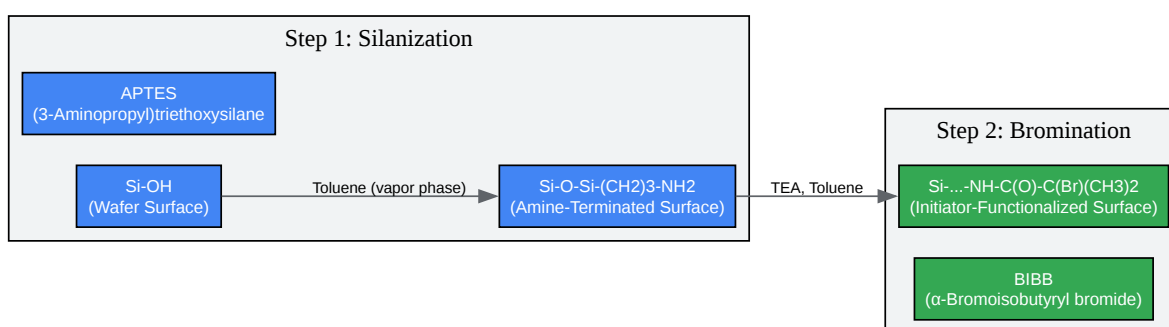 Step 1: Silanization
APTES
(3-Aminopropyl)triethoxysilane
Si-OH
(Wafer Surface)
Toluene (vapor phase)
Si-O-Si-(CH2)3-NH2
(Amine-Terminated Surface)
TEA, Toluene
Step 2: Bromination
Si-...-NH-C(O)-C(Br)(CH3)2
(Initiator-Functionalized Surface)
BIBB
(α-Bromoisobutyryl bromide)